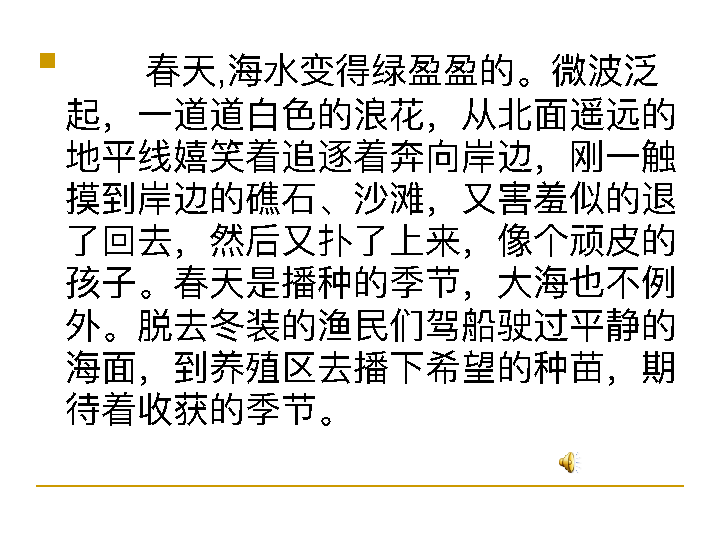 春天,海水变得绿盈盈的。微波泛
起，一道道白色的浪花，从北面遥远的
地平线嬉笑着追逐着奔向岸边，刚一触
摸到岸边的礁石、沙滩，又害羞似的退
了回去，然后又扑了上来，像个顽皮的
孩子。春天是播种的季节，大海也不例
外。脱去冬装的渔民们驾船驶过平静的
海面，到养殖区去播下希望的种苗，期
待着收获的季节。